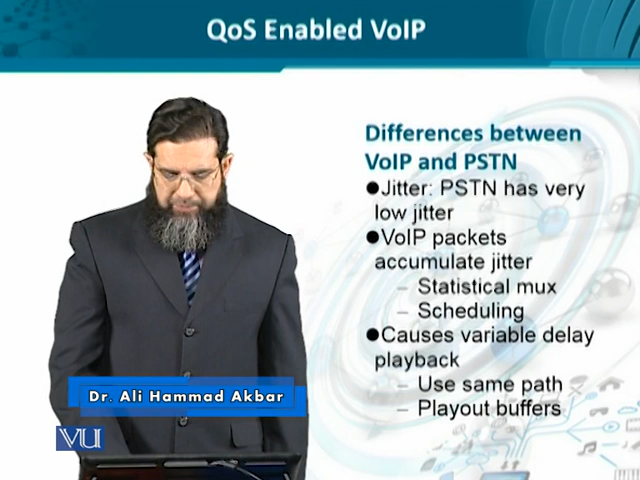 QoS Enabled VoIP
Differences between
VoIP and PSTN
●Jitter: PSTN has very
low jitter
●VoIP packets
accumulate jitter
– Statistical mux
– Scheduling
●Causes variable delay
playback
– Use same path
– Playout buffers
Dr. Ali Hammad Akbar
VU